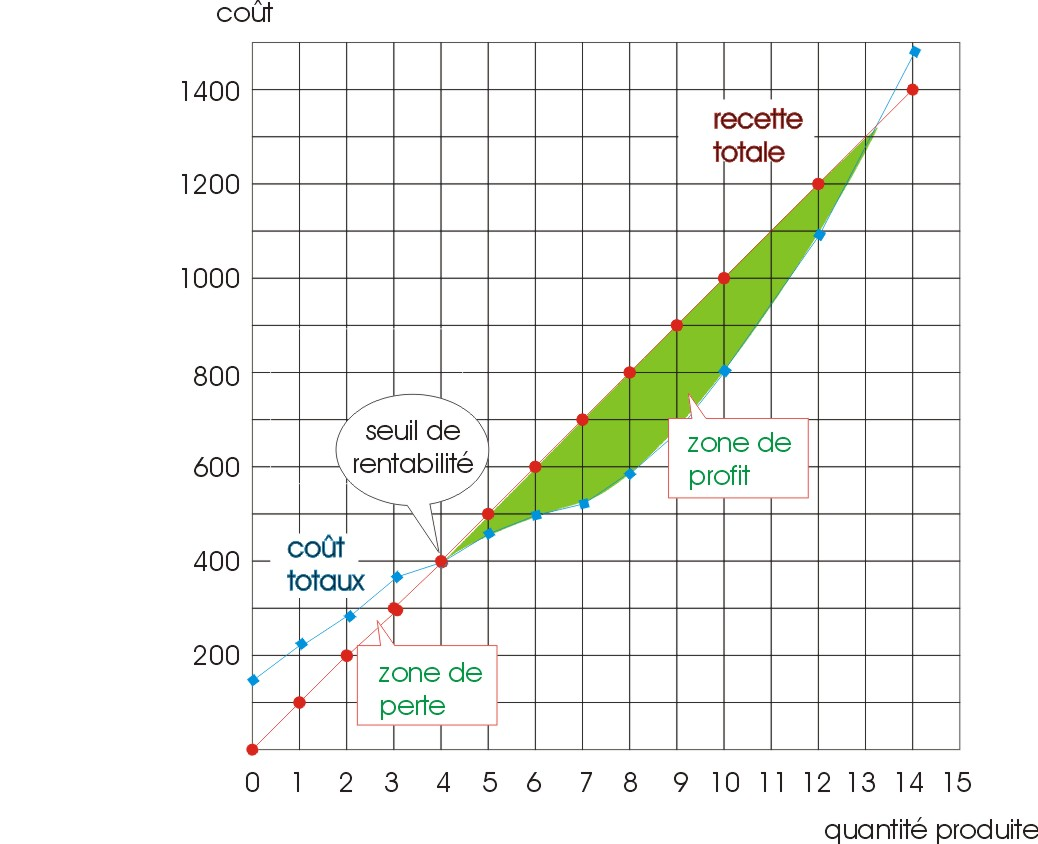 coût
1400
recette
totale
1200
1000
800
seuil de
rentabilité
zone de
profit
600
coût
totaux
400
200
zone de
perte
0 1 2 3 4 5 6 7 8 9 10 11 12 13 14 15
quantité produite